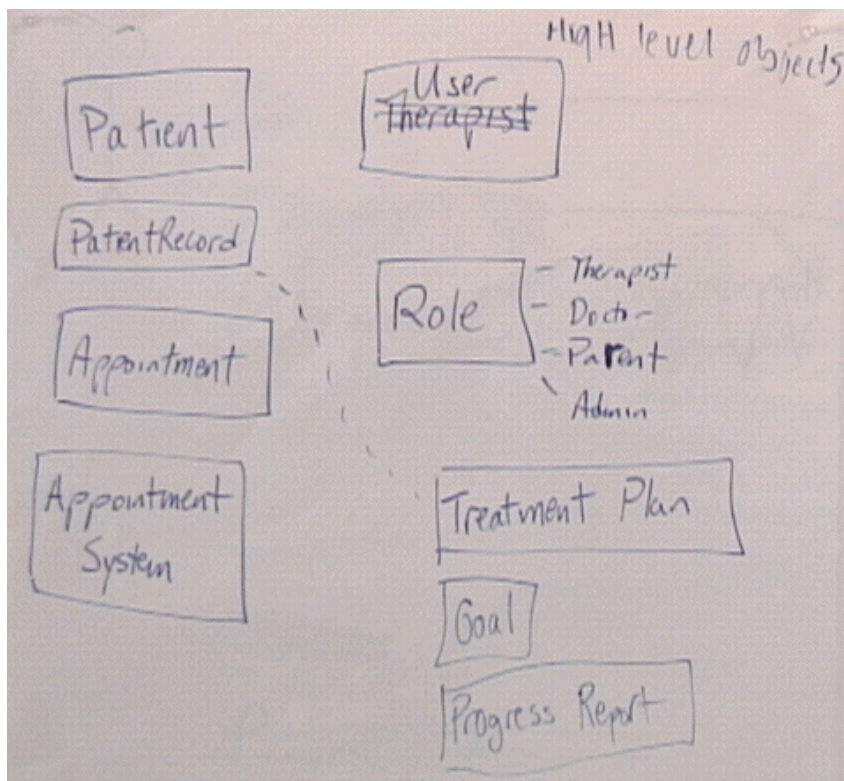 High level objects
Patient
User
Therapist
PatientRecord
Role
Therapist
Doctor
Parent
Admin
Appointment
Appointment
System
Treatment Plan
Goal
Progress Report